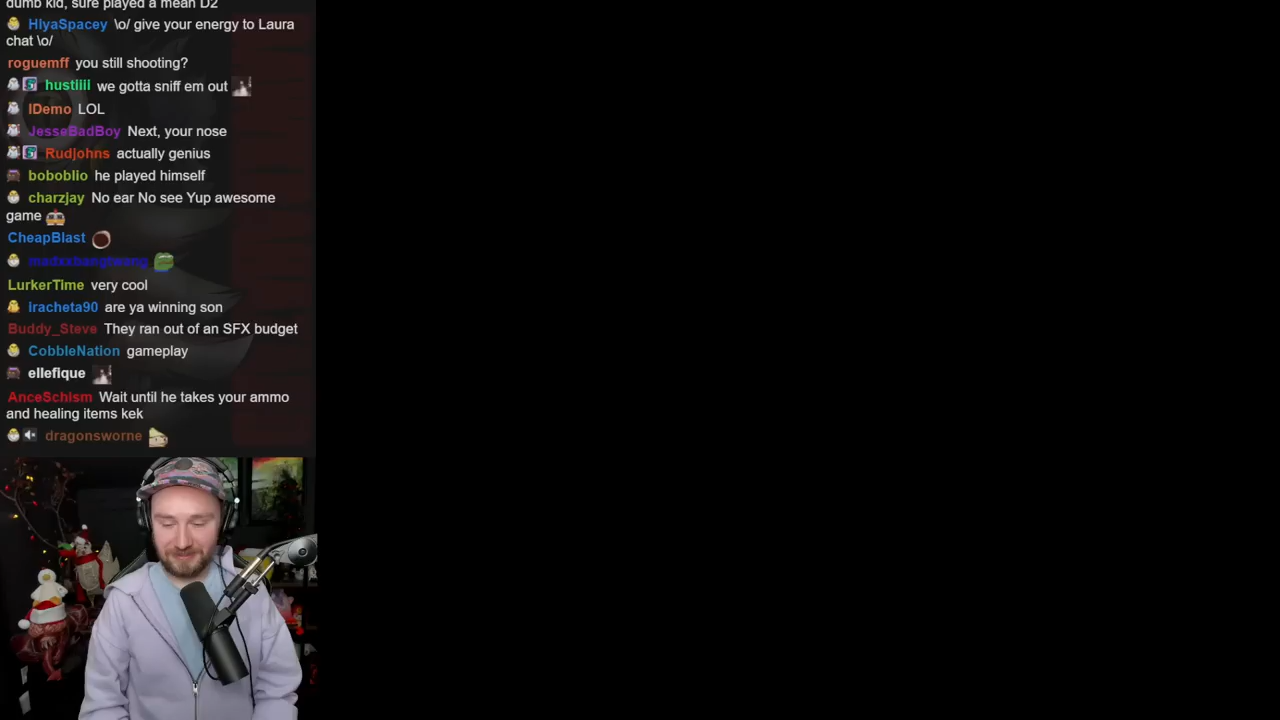 dumb kid, sure played a mean D2
HIyaSpacey \o/ give your energy to Laura
chat \o/
roguemff you still shooting?
hustiiii we gotta sniff em out
IDemo LOL
JesseBadBoy Next, your nose
Rudjohns actually genius
boboblio he played himself
charzjay No ear No see Yup awesome
game
CheapBlast
LurkerTime very cool
iracheta90 are ya winning son
Buddy_Steve They ran out of an SFX budget
CobbleNation gameplay
ellefique
AnceSchism Wait until he takes your ammo
and healing items kek
dragonsworne